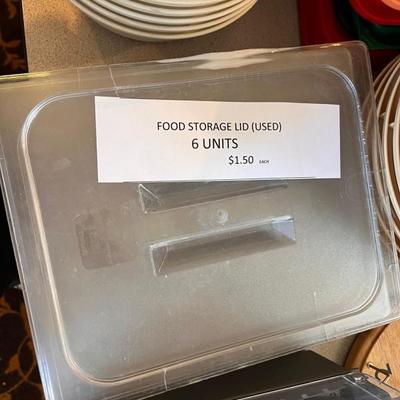 FOOD STORAGE LID (USED)
6 UNITS
$1.50 EACH